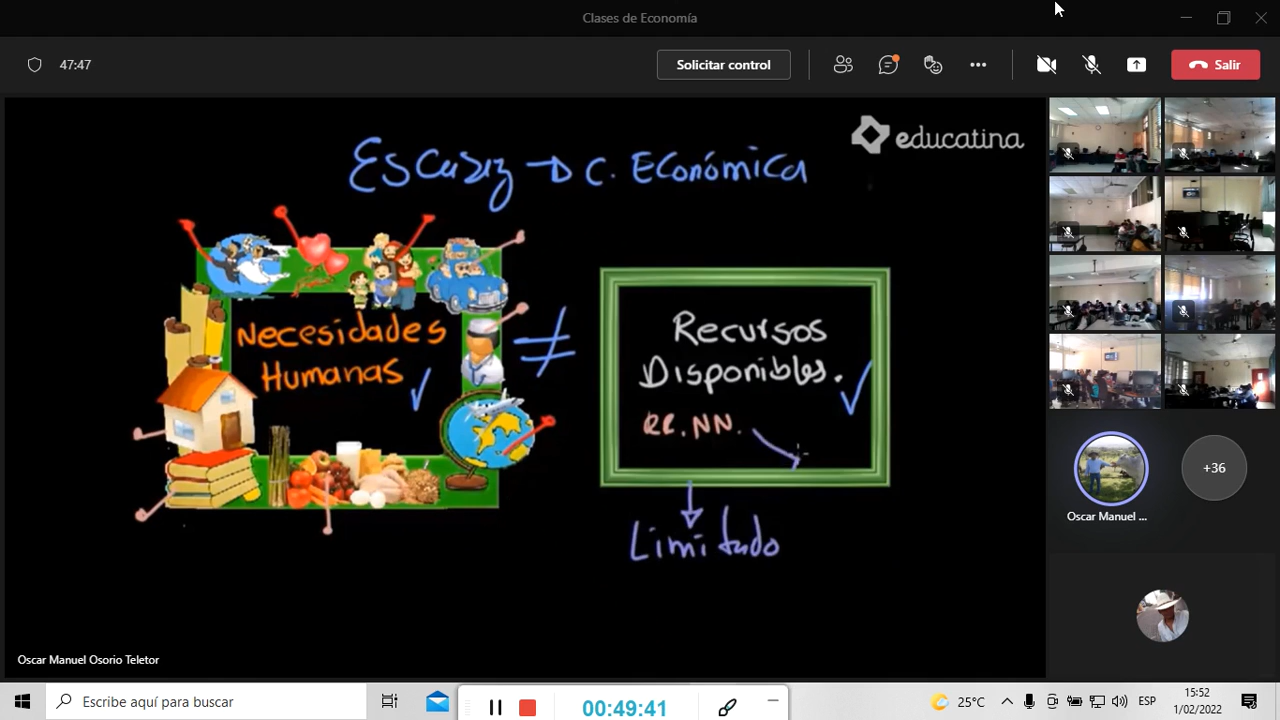 Clases de Economía
47:47
Solicitar control
Salir
educatina
Escasez → C. Económica
Necesidades
Humanas
≠
Recursos
Disponibles.
RR.NN.
Limitado
+36
Oscar Manuel ...
Oscar Manuel Osorio Teletor
Escribe aquí para buscar
00:49:41
25°C
ESP
15:52
1/02/2022